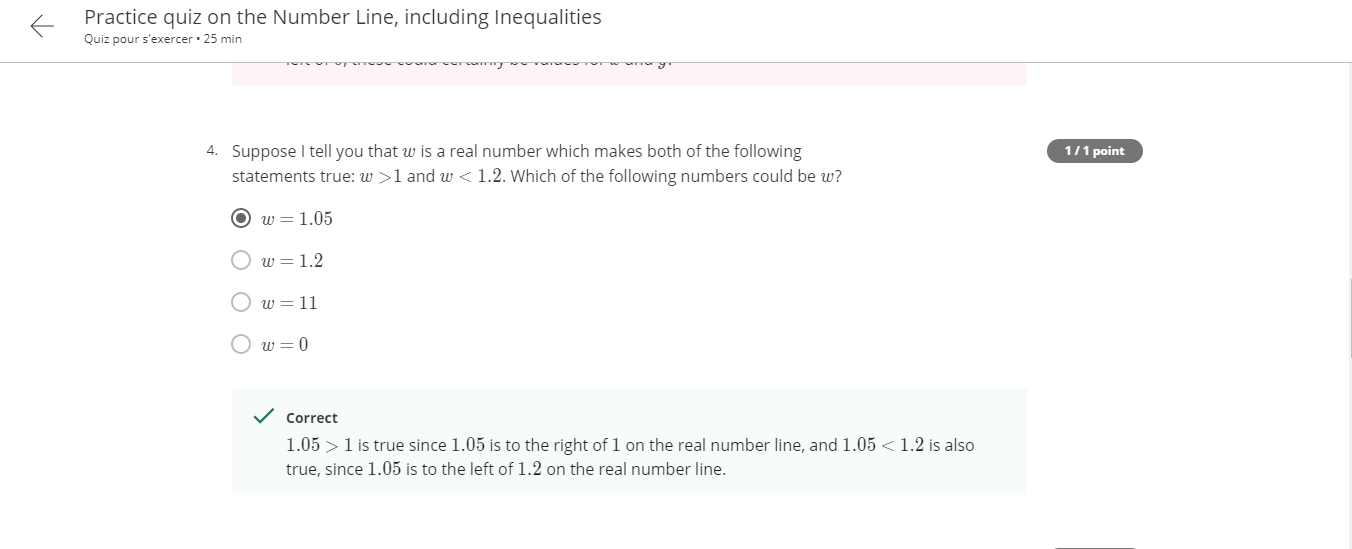 Practice quiz on the Number Line, including Inequalities
Quiz pour s'exercer • 25 min
4. Suppose I tell you that w is a real number which makes both of the following
1 / 1 point
statements true: w >1 and w < 1.2. Which of the following numbers could be w?
w = 1.05
w = 1.2
w = 11
w = 0
Correct
1.05 > 1 is true since 1.05 is to the right of 1 on the real number line, and 1.05 < 1.2 is also
true, since 1.05 is to the left of 1.2 on the real number line.